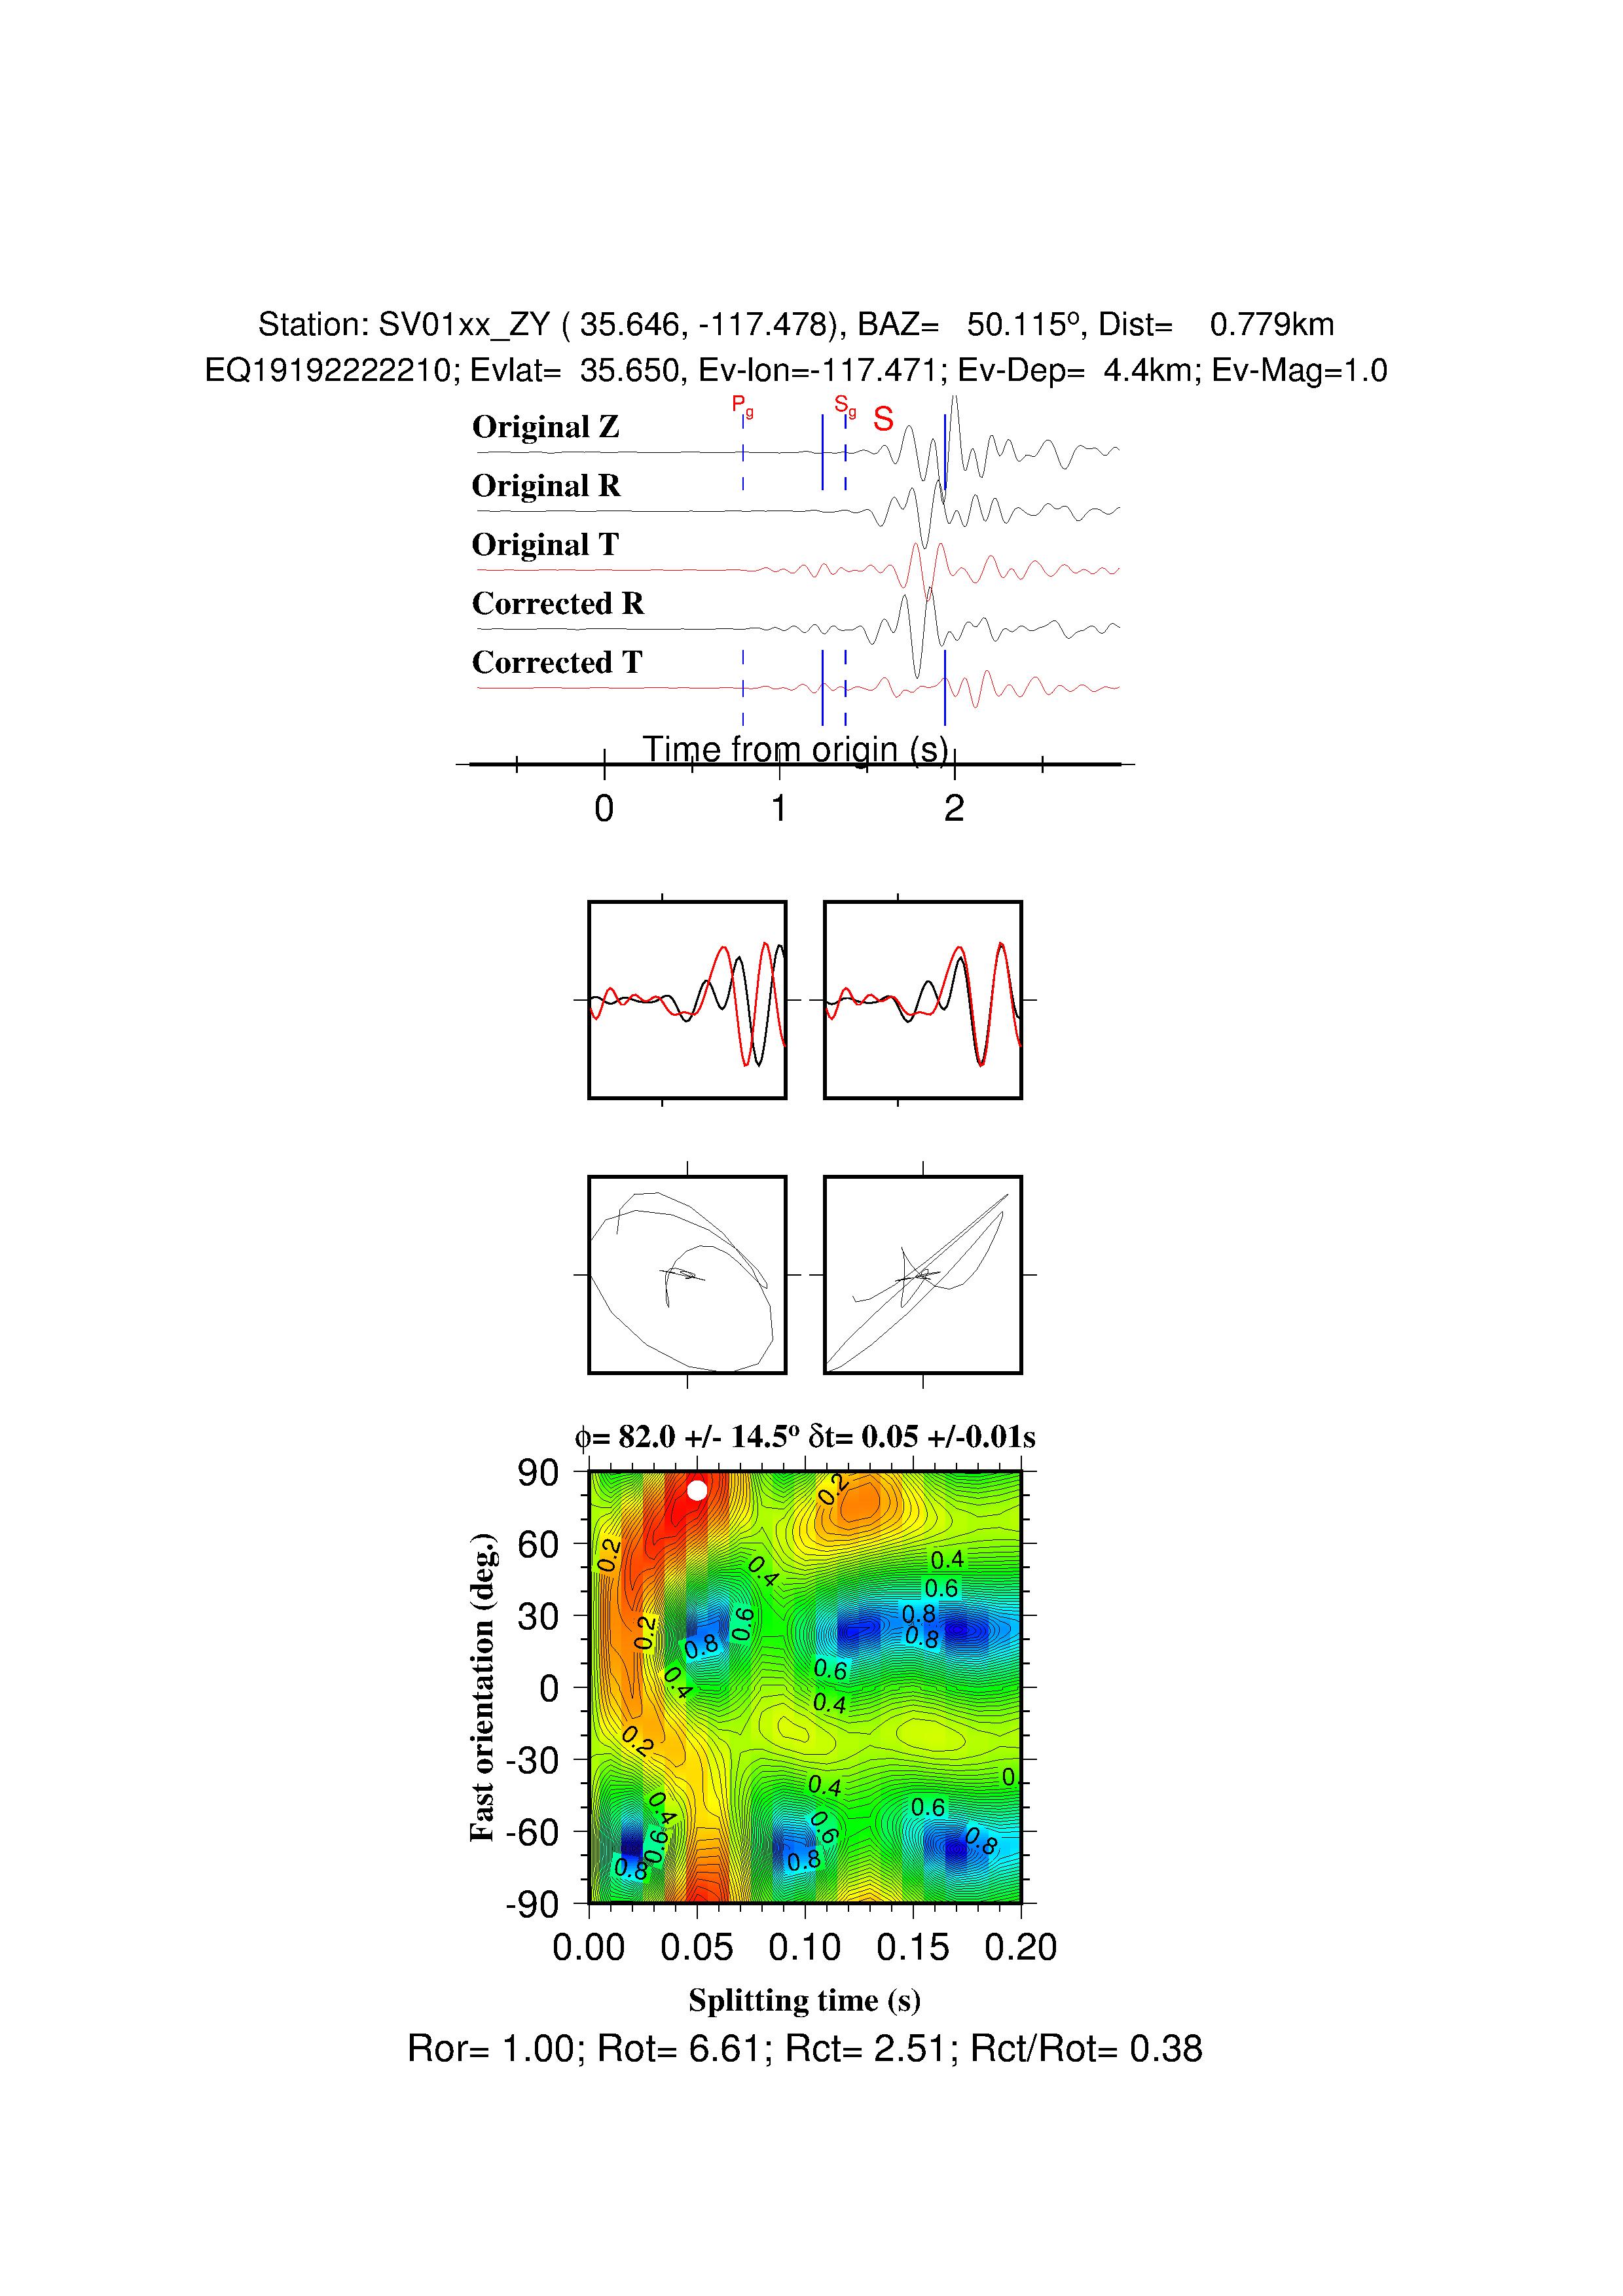 Station: SV01xx_ZY ( 35.646, -117.478), BAZ= 50.115º, Dist= 0.779km
EQ19192222210; Evlat= 35.650, Ev-lon=-117.471; Ev-Dep= 4.4km; Ev-Mag=1.0
Pg Sg S
Original Z
Original R
Original T
Corrected R
Corrected T
Time from origin (s)
0 1 2
ϕ= 82.0 +/- 14.5º δt= 0.05 +/-0.01s
90
60
30
0
-30
-60
-90
Fast orientation (deg.)
0.2
0.2
0.4
0.4
0.6
0.2
0.6
0.8
0.8
0.8
0.4
0.6
0.4
0.2
0.4
0.
0.4
0.6
0.6
0.6
0.8
0.8
0.8
0.00 0.05 0.10 0.15 0.20
Splitting time (s)
Ror= 1.00; Rot= 6.61; Rct= 2.51; Rct/Rot= 0.38